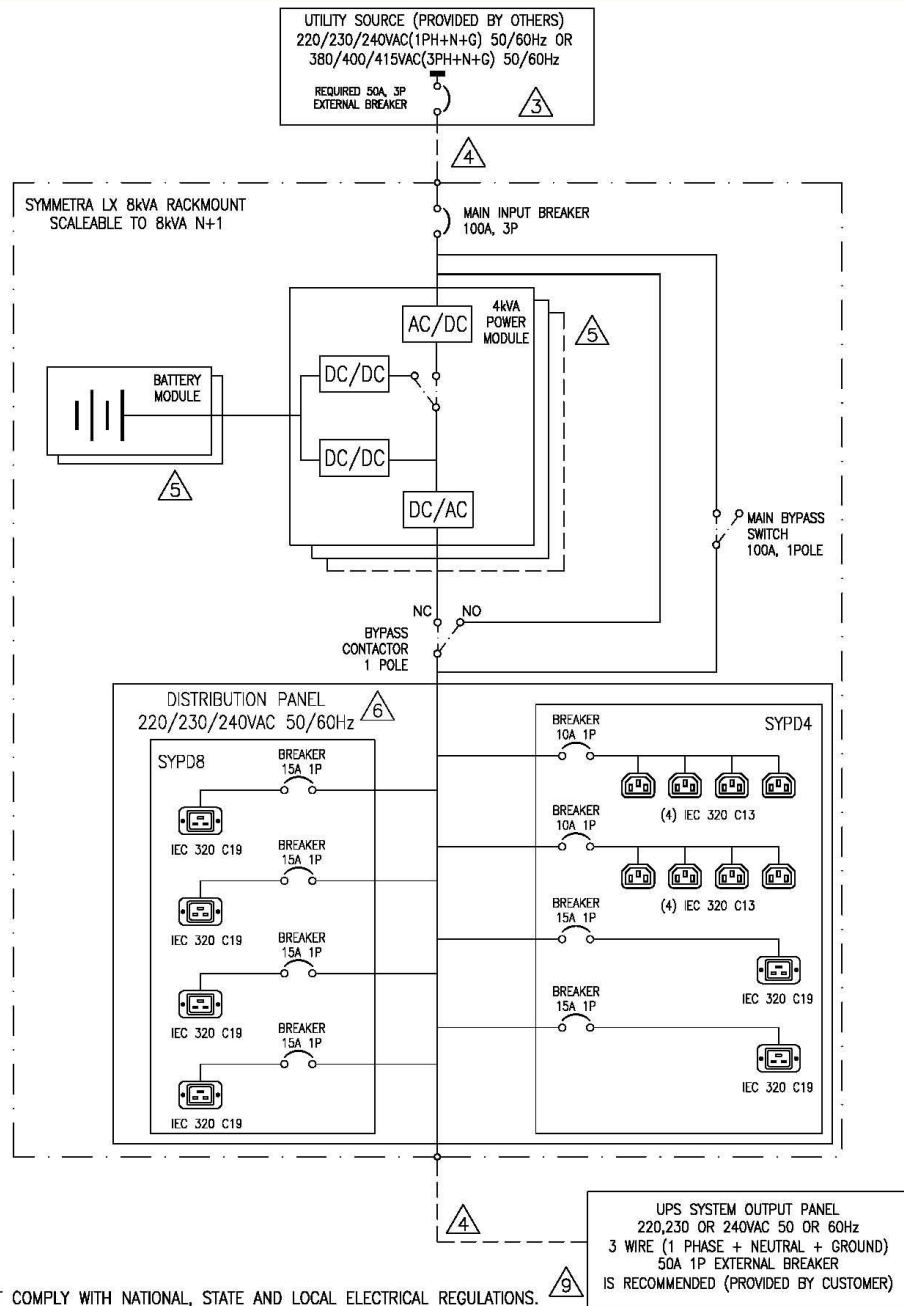 UTILITY SOURCE (PROVIDED BY OTHERS)
220/230/240VAC(1PH+N+G) 50/60Hz OR
380/400/415VAC(3PH+N+G) 50/60Hz
REQUIRED 50A, 3P
EXTERNAL BREAKER
3
4
SYMMETRA LX 8kVA RACKMOUNT
SCALEABLE TO 8kVA N+1
MAIN INPUT BREAKER
100A, 3P
AC/DC
4kVA
POWER
MODULE
5
DC/DC
BATTERY
MODULE
DC/DC
5
DC/AC
MAIN BYPASS
SWITCH
100A, 1POLE
NC
NO
BYPASS
CONTACTOR
1 POLE
DISTRIBUTION PANEL
220/230/240VAC 50/60Hz
6
SYPD8
BREAKER
15A 1P
IEC 320 C19
BREAKER
15A 1P
IEC 320 C19
BREAKER
15A 1P
IEC 320 C19
BREAKER
15A 1P
IEC 320 C19
SYPD4
BREAKER
10A 1P
(4) IEC 320 C13
BREAKER
10A 1P
(4) IEC 320 C13
BREAKER
15A 1P
IEC 320 C19
BREAKER
15A 1P
IEC 320 C19
4
UPS SYSTEM OUTPUT PANEL
220,230 OR 240VAC 50 OR 60Hz
3 WIRE (1 PHASE + NEUTRAL + GROUND)
50A 1P EXTERNAL BREAKER
IS RECOMMENDED (PROVIDED BY CUSTOMER)
9
COMPLY WITH NATIONAL, STATE AND LOCAL ELECTRICAL REGULATIONS.